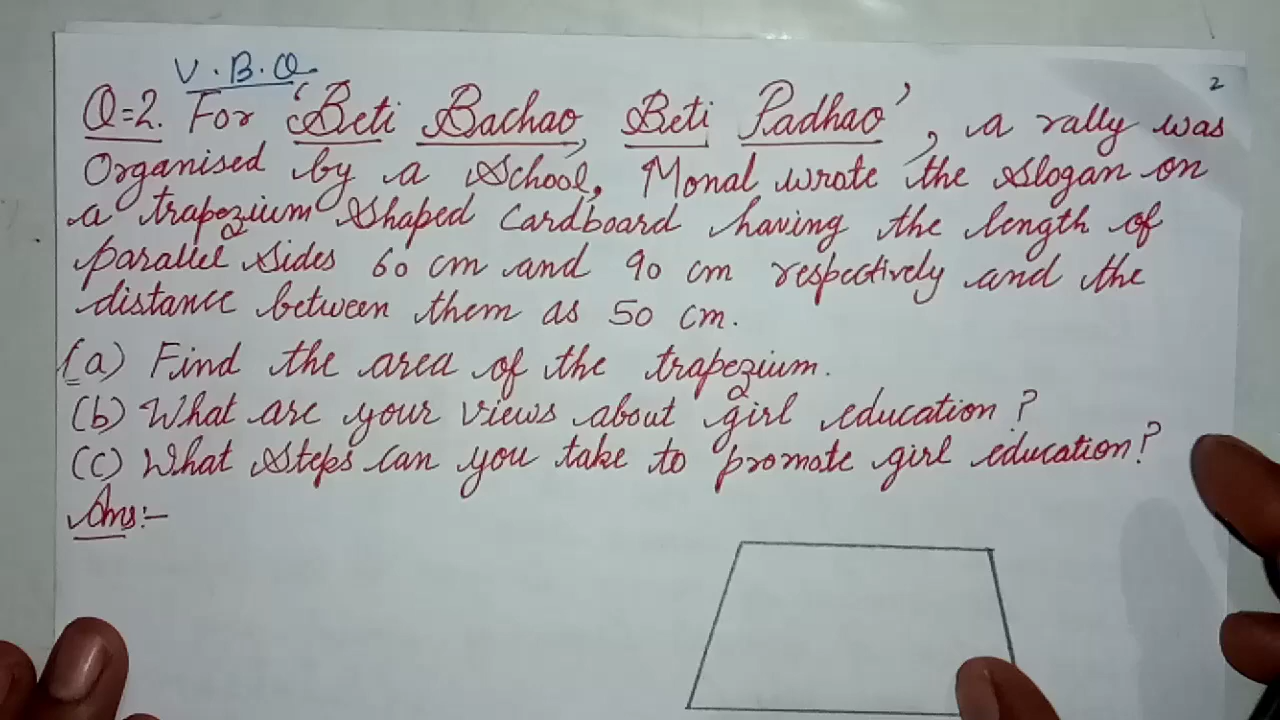 V.B.Q.
2
Q=2. For 'Beti Bachao, Beti Padhao', a rally was
Organised by a School, Monal wrote the slogan on
a trapezium shaped cardboard having the length of
parallel sides 60 cm and 90 cm respectively and the
distance between them as 50 cm.
(a) Find the area of the trapezium.
(b) What are your views about girl education?
(c) What steps can you take to promote girl education?
Ans:-